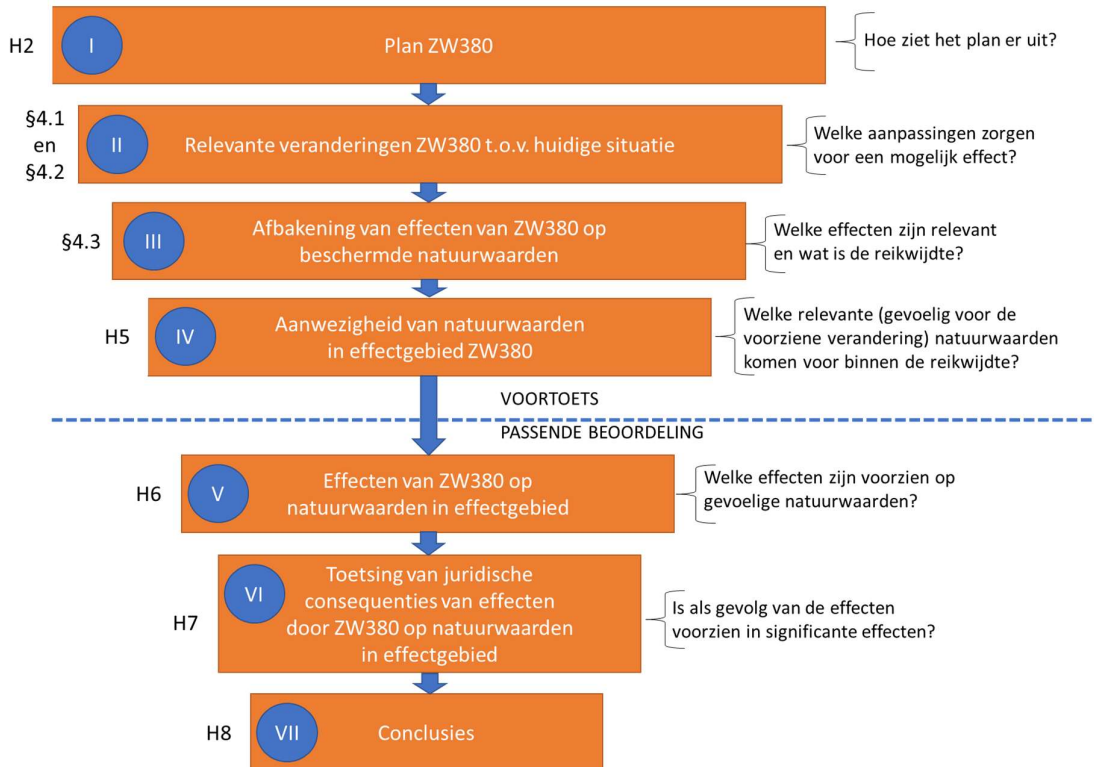 H2
I
Plan ZW380
Hoe ziet het plan er uit?
§4.1
en
§4.2
II
Relevante veranderingen ZW380 t.o.v. huidige situatie
Welke aanpassingen zorgen
voor een mogelijk effect?
§4.3
III
Afbakening van effecten van ZW380 op
beschermde natuurwaarden
Welke effecten zijn relevant
en wat is de reikwijdte?
H5
IV
Aanwezigheid van natuurwaarden
in effectgebied ZW380
Welke relevante (gevoelig voor de
voorziene verandering) natuurwaarden
komen voor binnen de reikwijdte?
VOORTOETS
PASSENDE BEOORDELING
H6
V
Effecten van ZW380 op
natuurwaarden in effectgebied
Welke effecten zijn voorzien op
gevoelige natuurwaarden?
H7
VI
Toetsing van juridische
consequenties van effecten
door ZW380 op natuurwaarden
in effectgebied
Is als gevolg van de effecten
voorzien in significante effecten?
H8
VII
Conclusies